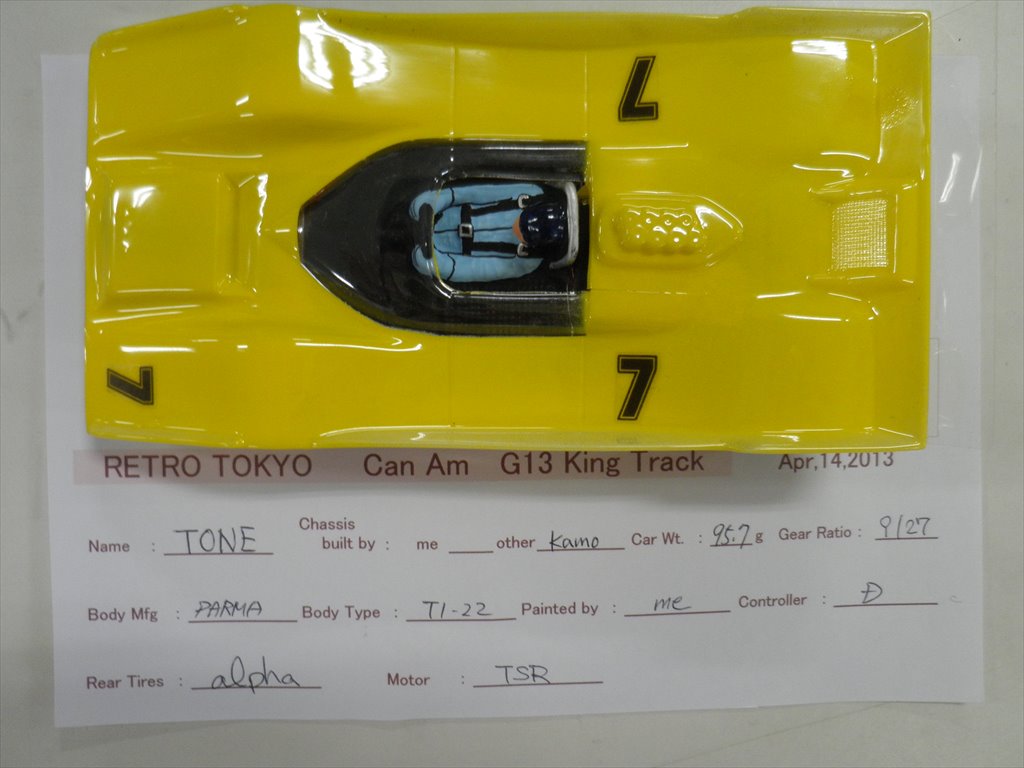 7
7
7
RETRO TOKYO Can Am G13 King Track Apr,14,2013
Name : TONE Chassis built by : me other Kamo Car Wt. : 95.7 g Gear Ratio : 9/27
Body Mfg : PARMA Body Type : T1-22 Painted by : me Controller : Đ
Rear Tires : alpha Motor : TSR